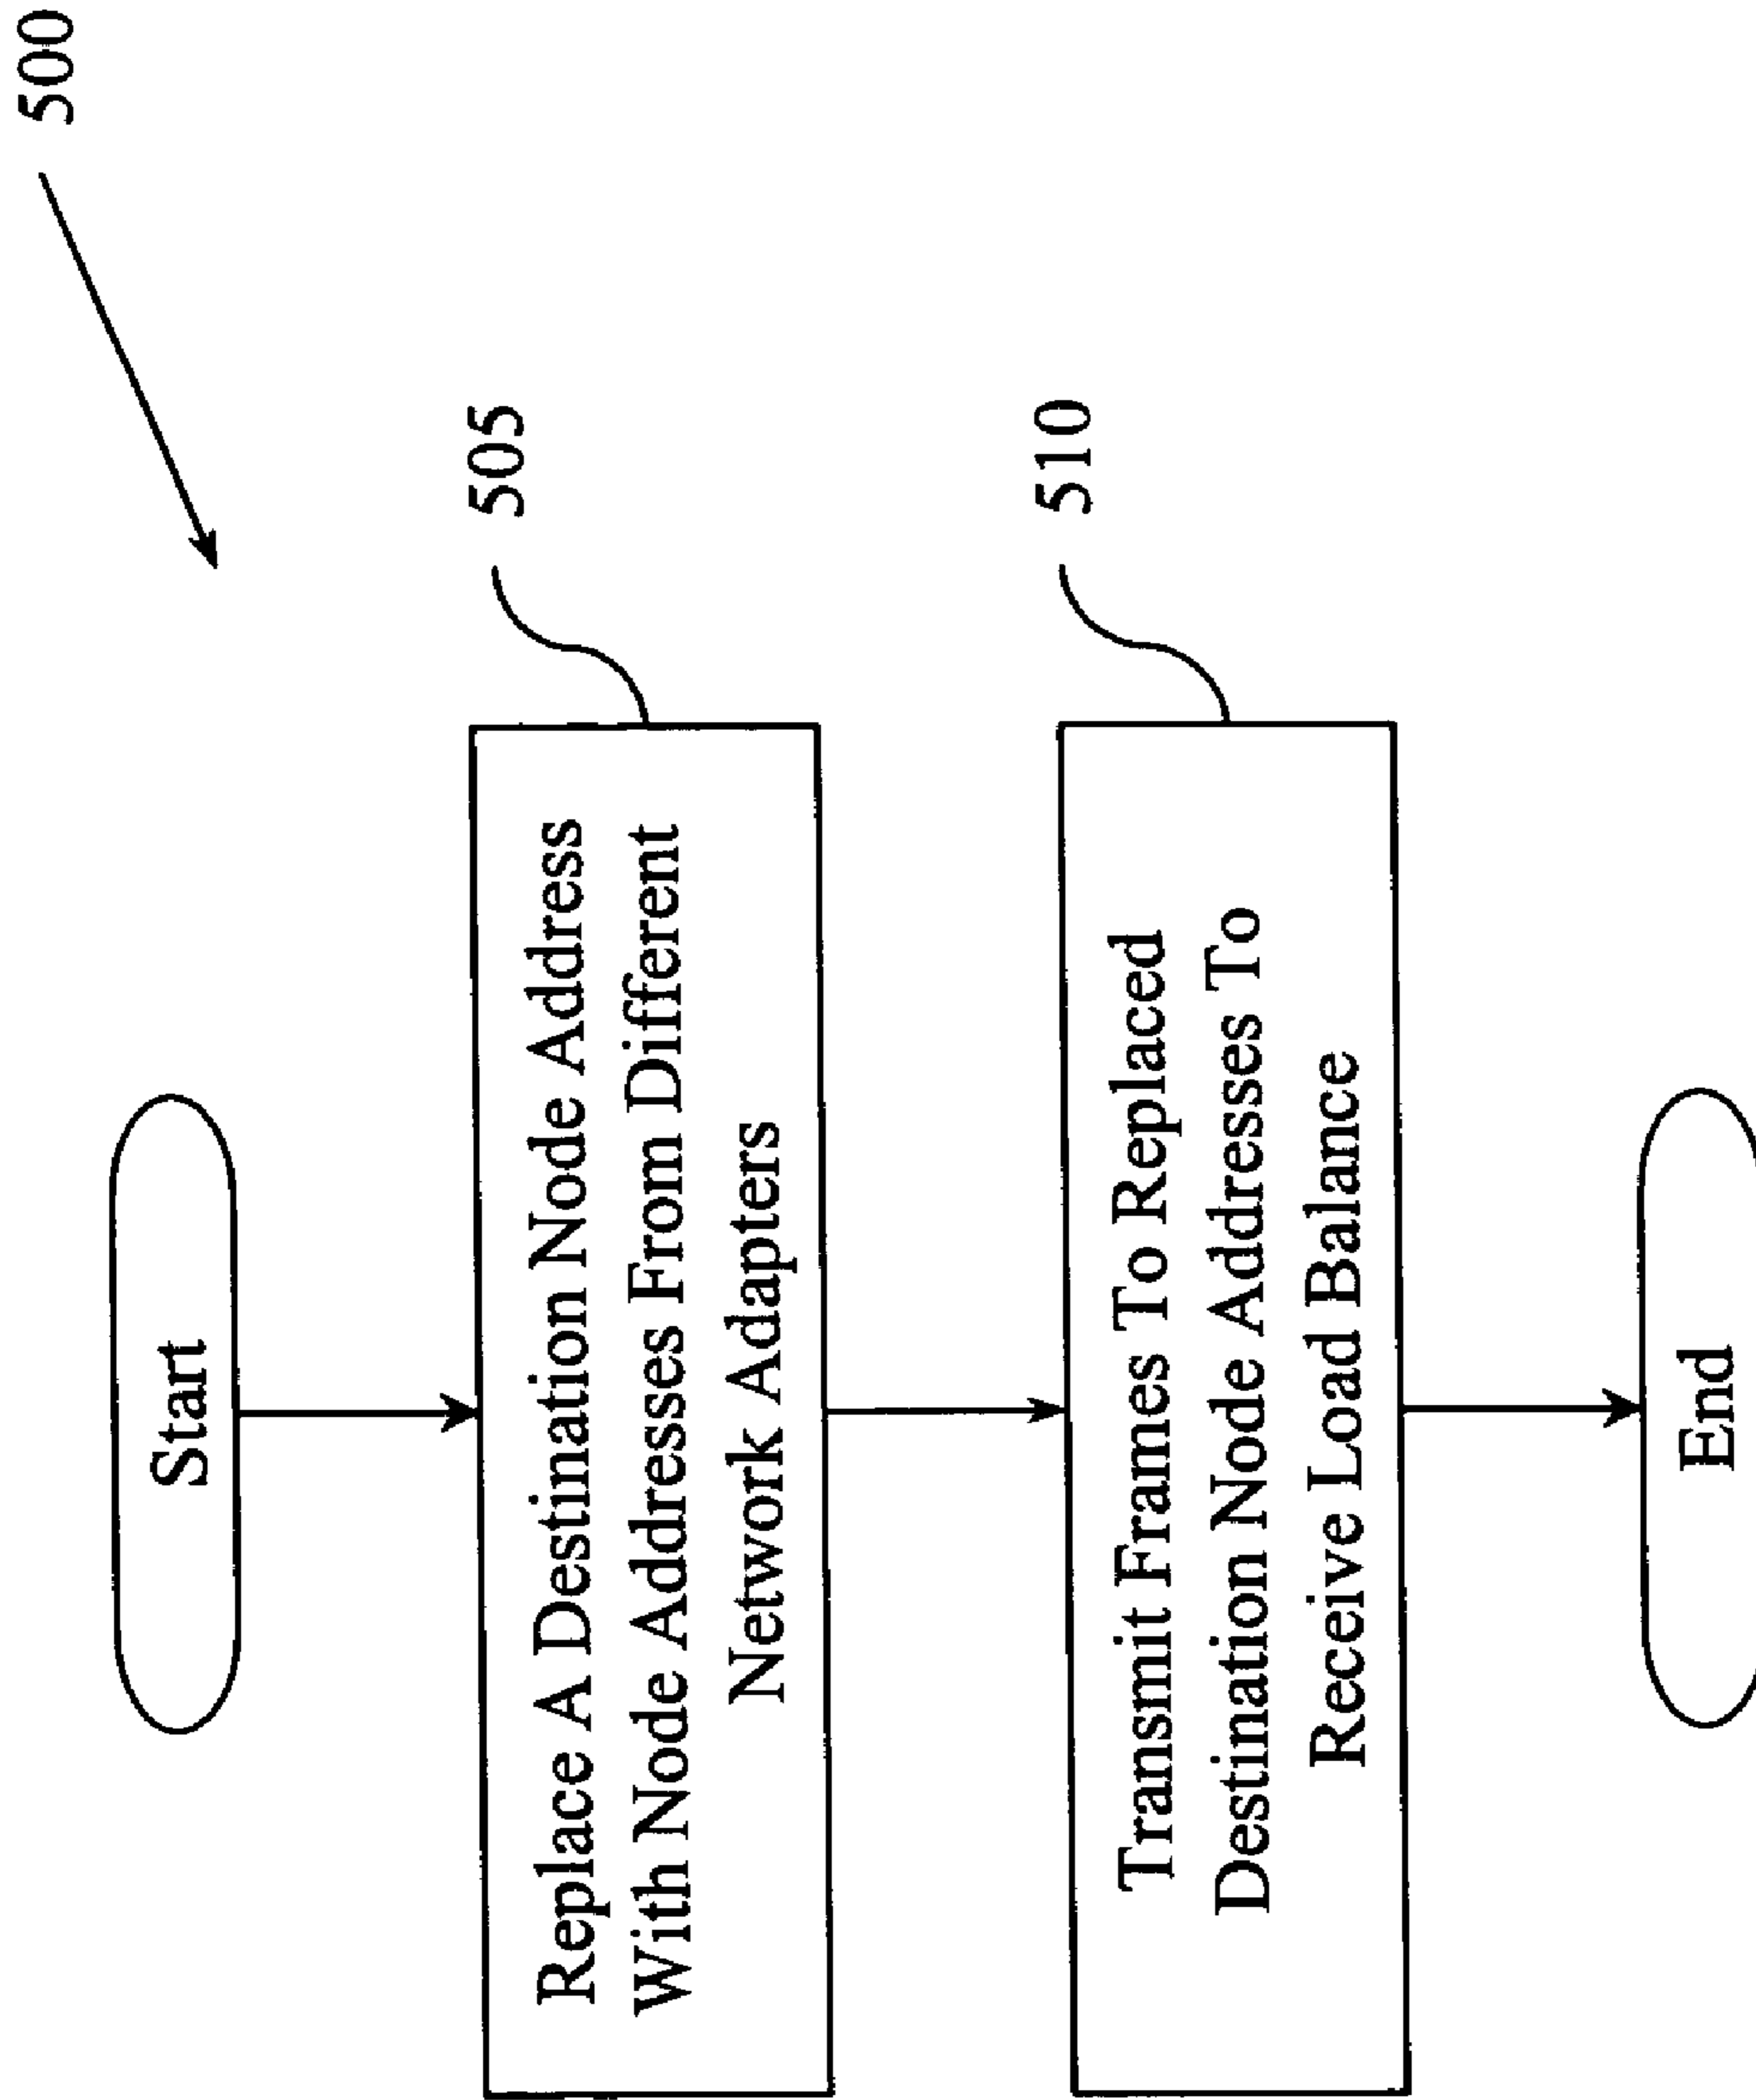 500
Start
505
Replace A Destination Node Address
With Node Addresses From Different
Network Adapters
510
Transmit Frames To Replaced
Destination Node Addresses To
Receive Load Balance
End